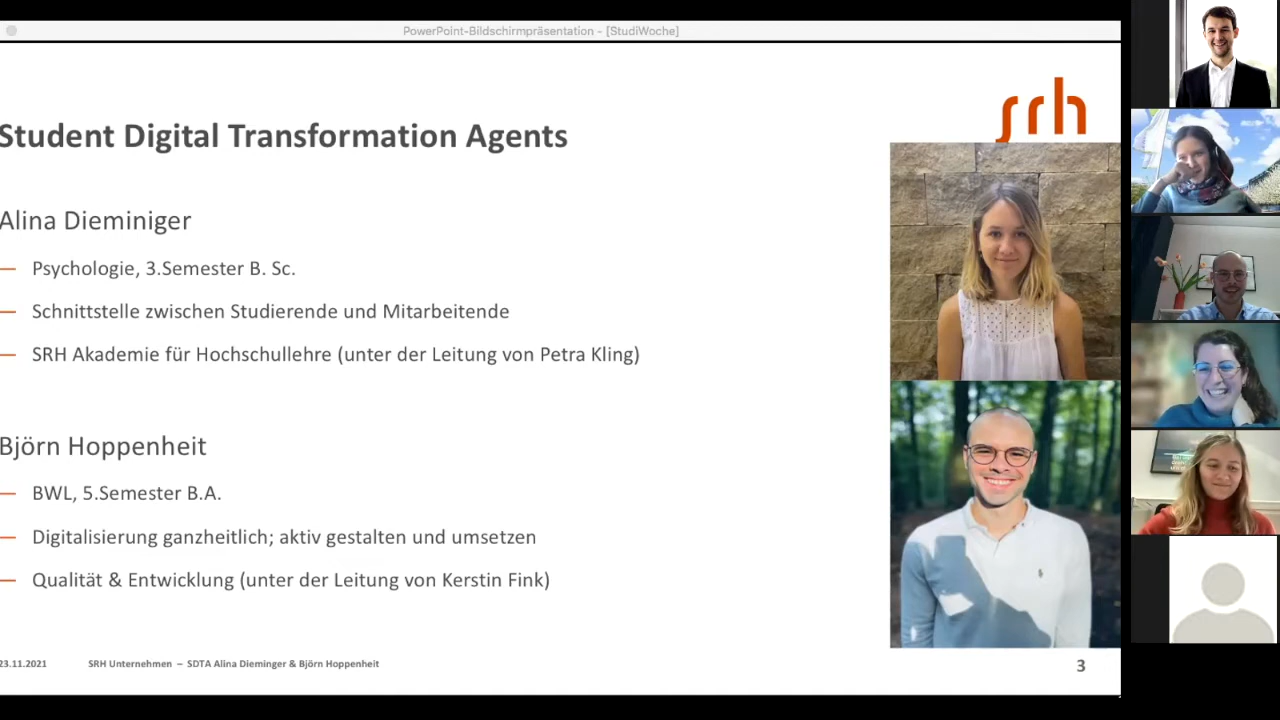 PowerPoint-Bildschirmpräsentation - [StudiWoche]
srh
Student Digital Transformation Agents
Alina Dieminiger
— Psychologie, 3.Semester B. Sc.
— Schnittstelle zwischen Studierende und Mitarbeitende
— SRH Akademie für Hochschullehre (unter der Leitung von Petra Kling)
Björn Hoppenheit
— BWL, 5.Semester B.A.
— Digitalisierung ganzheitlich; aktiv gestalten und umsetzen
— Qualität & Entwicklung (unter der Leitung von Kerstin Fink)
23.11.2021 SRH Unternehmen – SDTA Alina Dieminger & Björn Hoppenheit
3